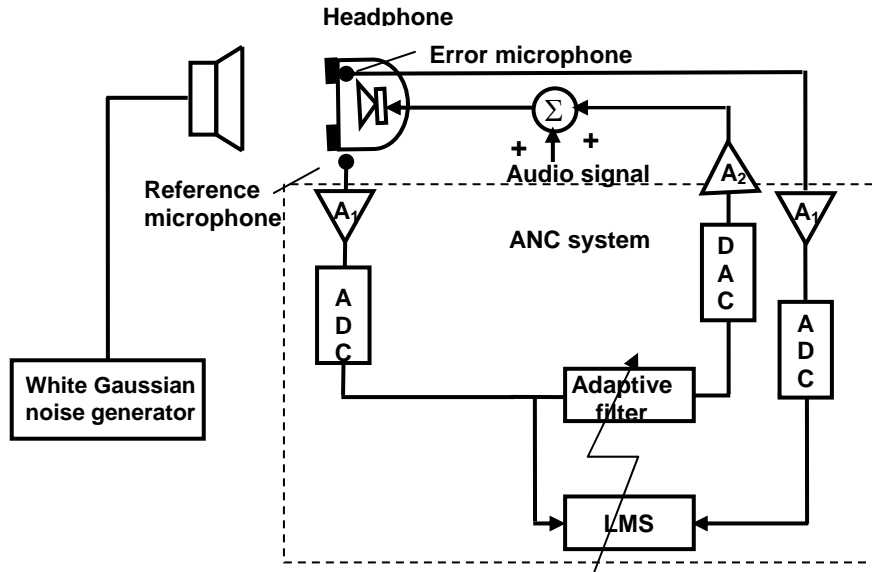 Headphone
Error microphone
Σ
+
+
Audio signal
Reference
microphone
A1
A2
A1
ANC system
A
D
C
D
A
C
A
D
C
White Gaussian
noise generator
Adaptive
filter
LMS